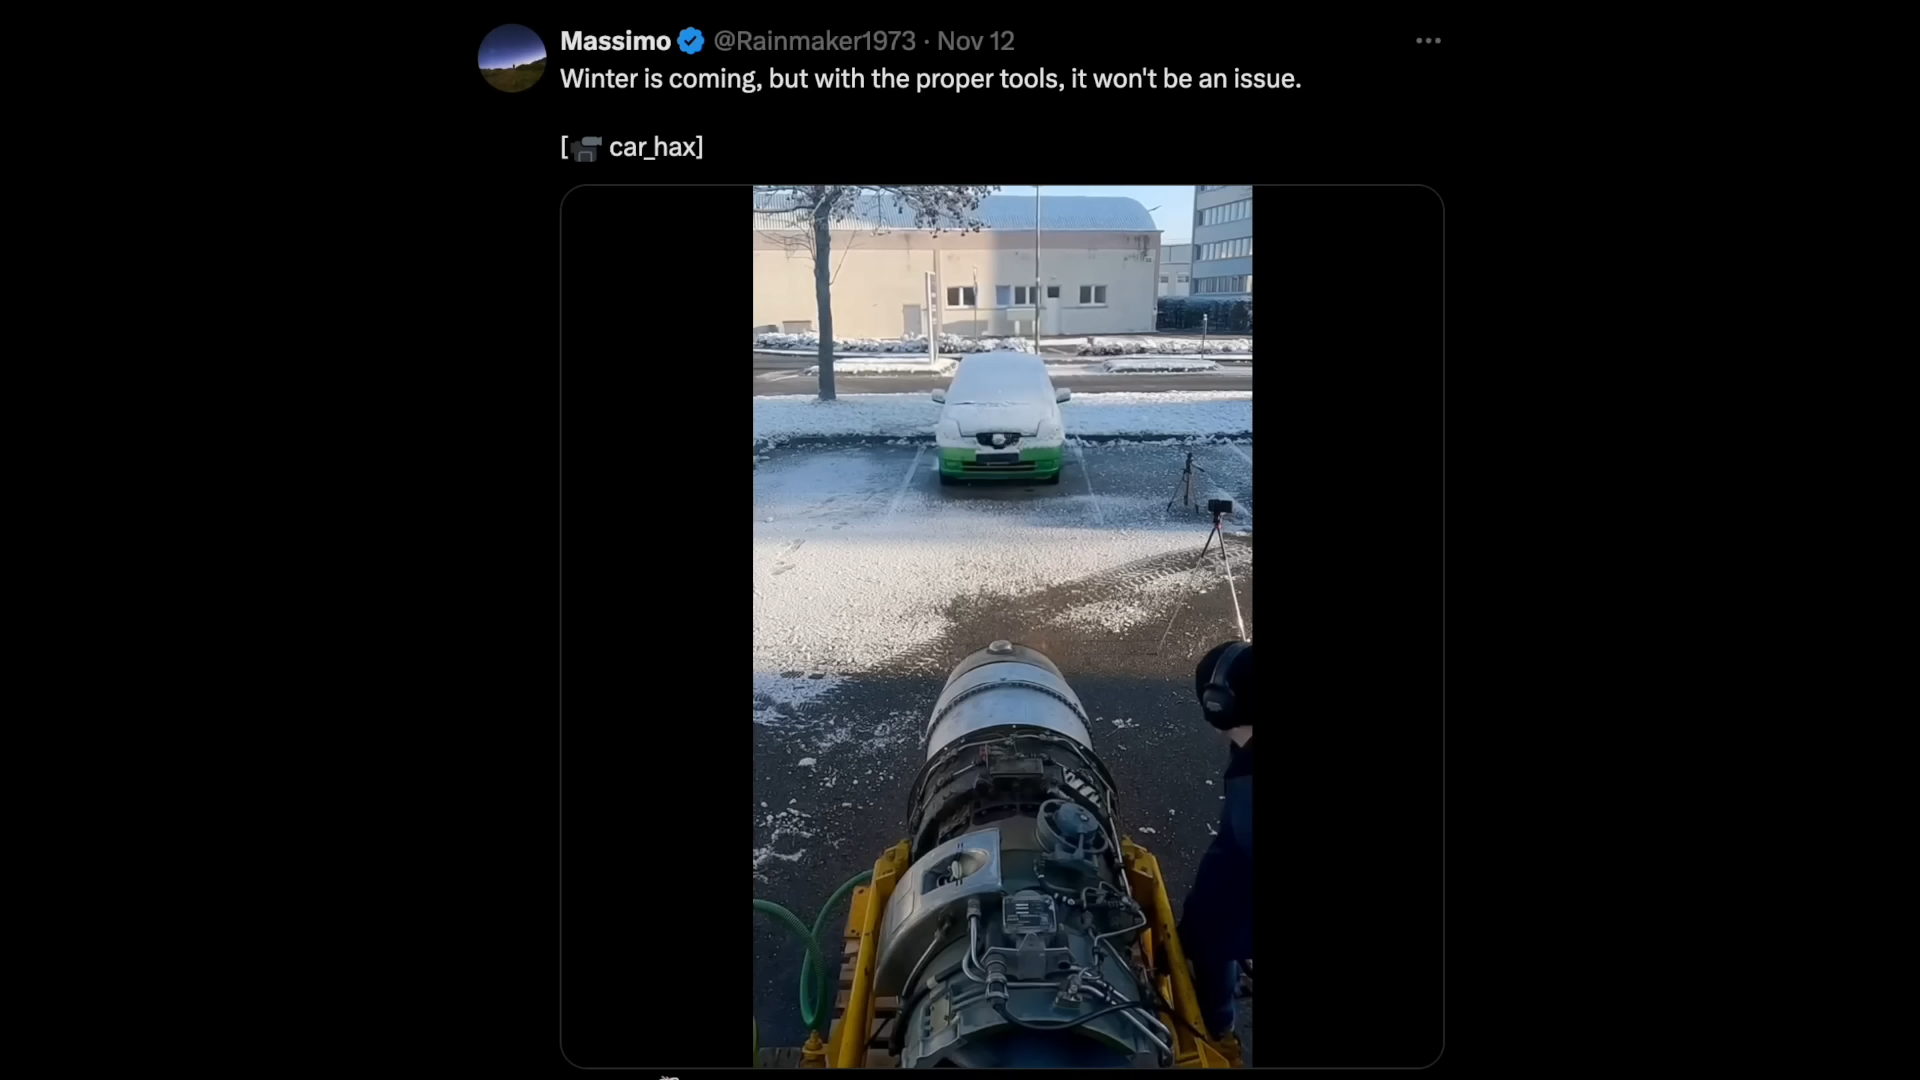 Massimo @Rainmaker1973 · Nov 12
Winter is coming, but with the proper tools, it won't be an issue.
[🎥 car_hax]